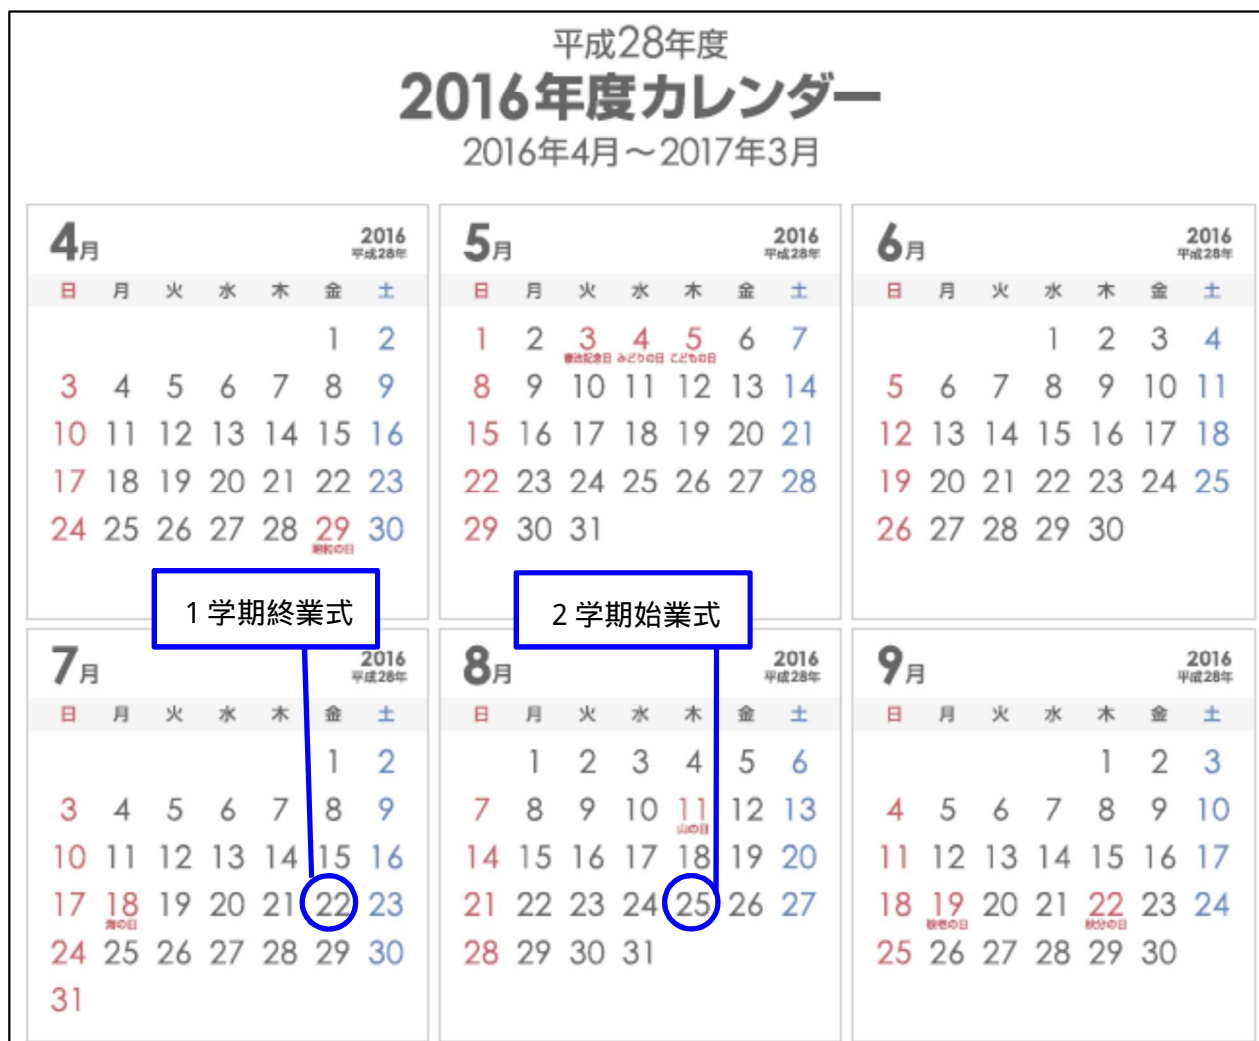 平成28年度
2016年度カレンダー
2016年4月～2017年3月
4月 2016 平成28年
日 月 火 水 木 金 土
1 2
3 4 5 6 7 8 9
10 11 12 13 14 15 16
17 18 19 20 21 22 23
24 25 26 27 28 29 30
昭和の日
5月 2016 平成28年
日 月 火 水 木 金 土
1 2 3 4 5 6 7
憲法記念日 みどりの日 こどもの日
8 9 10 11 12 13 14
15 16 17 18 19 20 21
22 23 24 25 26 27 28
29 30 31
6月 2016 平成28年
日 月 火 水 木 金 土
1 2 3 4
5 6 7 8 9 10 11
12 13 14 15 16 17 18
19 20 21 22 23 24 25
26 27 28 29 30
1学期終業式
2学期始業式
7月 2016 平成28年
日 月 火 水 木 金 土
1 2
3 4 5 6 7 8 9
10 11 12 13 14 15 16
17 18 19 20 21 22 23
海の日
24 25 26 27 28 29 30
31
8月 2016 平成28年
日 月 火 水 木 金 土
1 2 3 4 5 6
7 8 9 10 11 12 13
山の日
14 15 16 17 18 19 20
21 22 23 24 25 26 27
28 29 30 31
9月 2016 平成28年
日 月 火 水 木 金 土
1 2 3
4 5 6 7 8 9 10
11 12 13 14 15 16 17
18 19 20 21 22 23 24
敬老の日 秋分の日
25 26 27 28 29 30